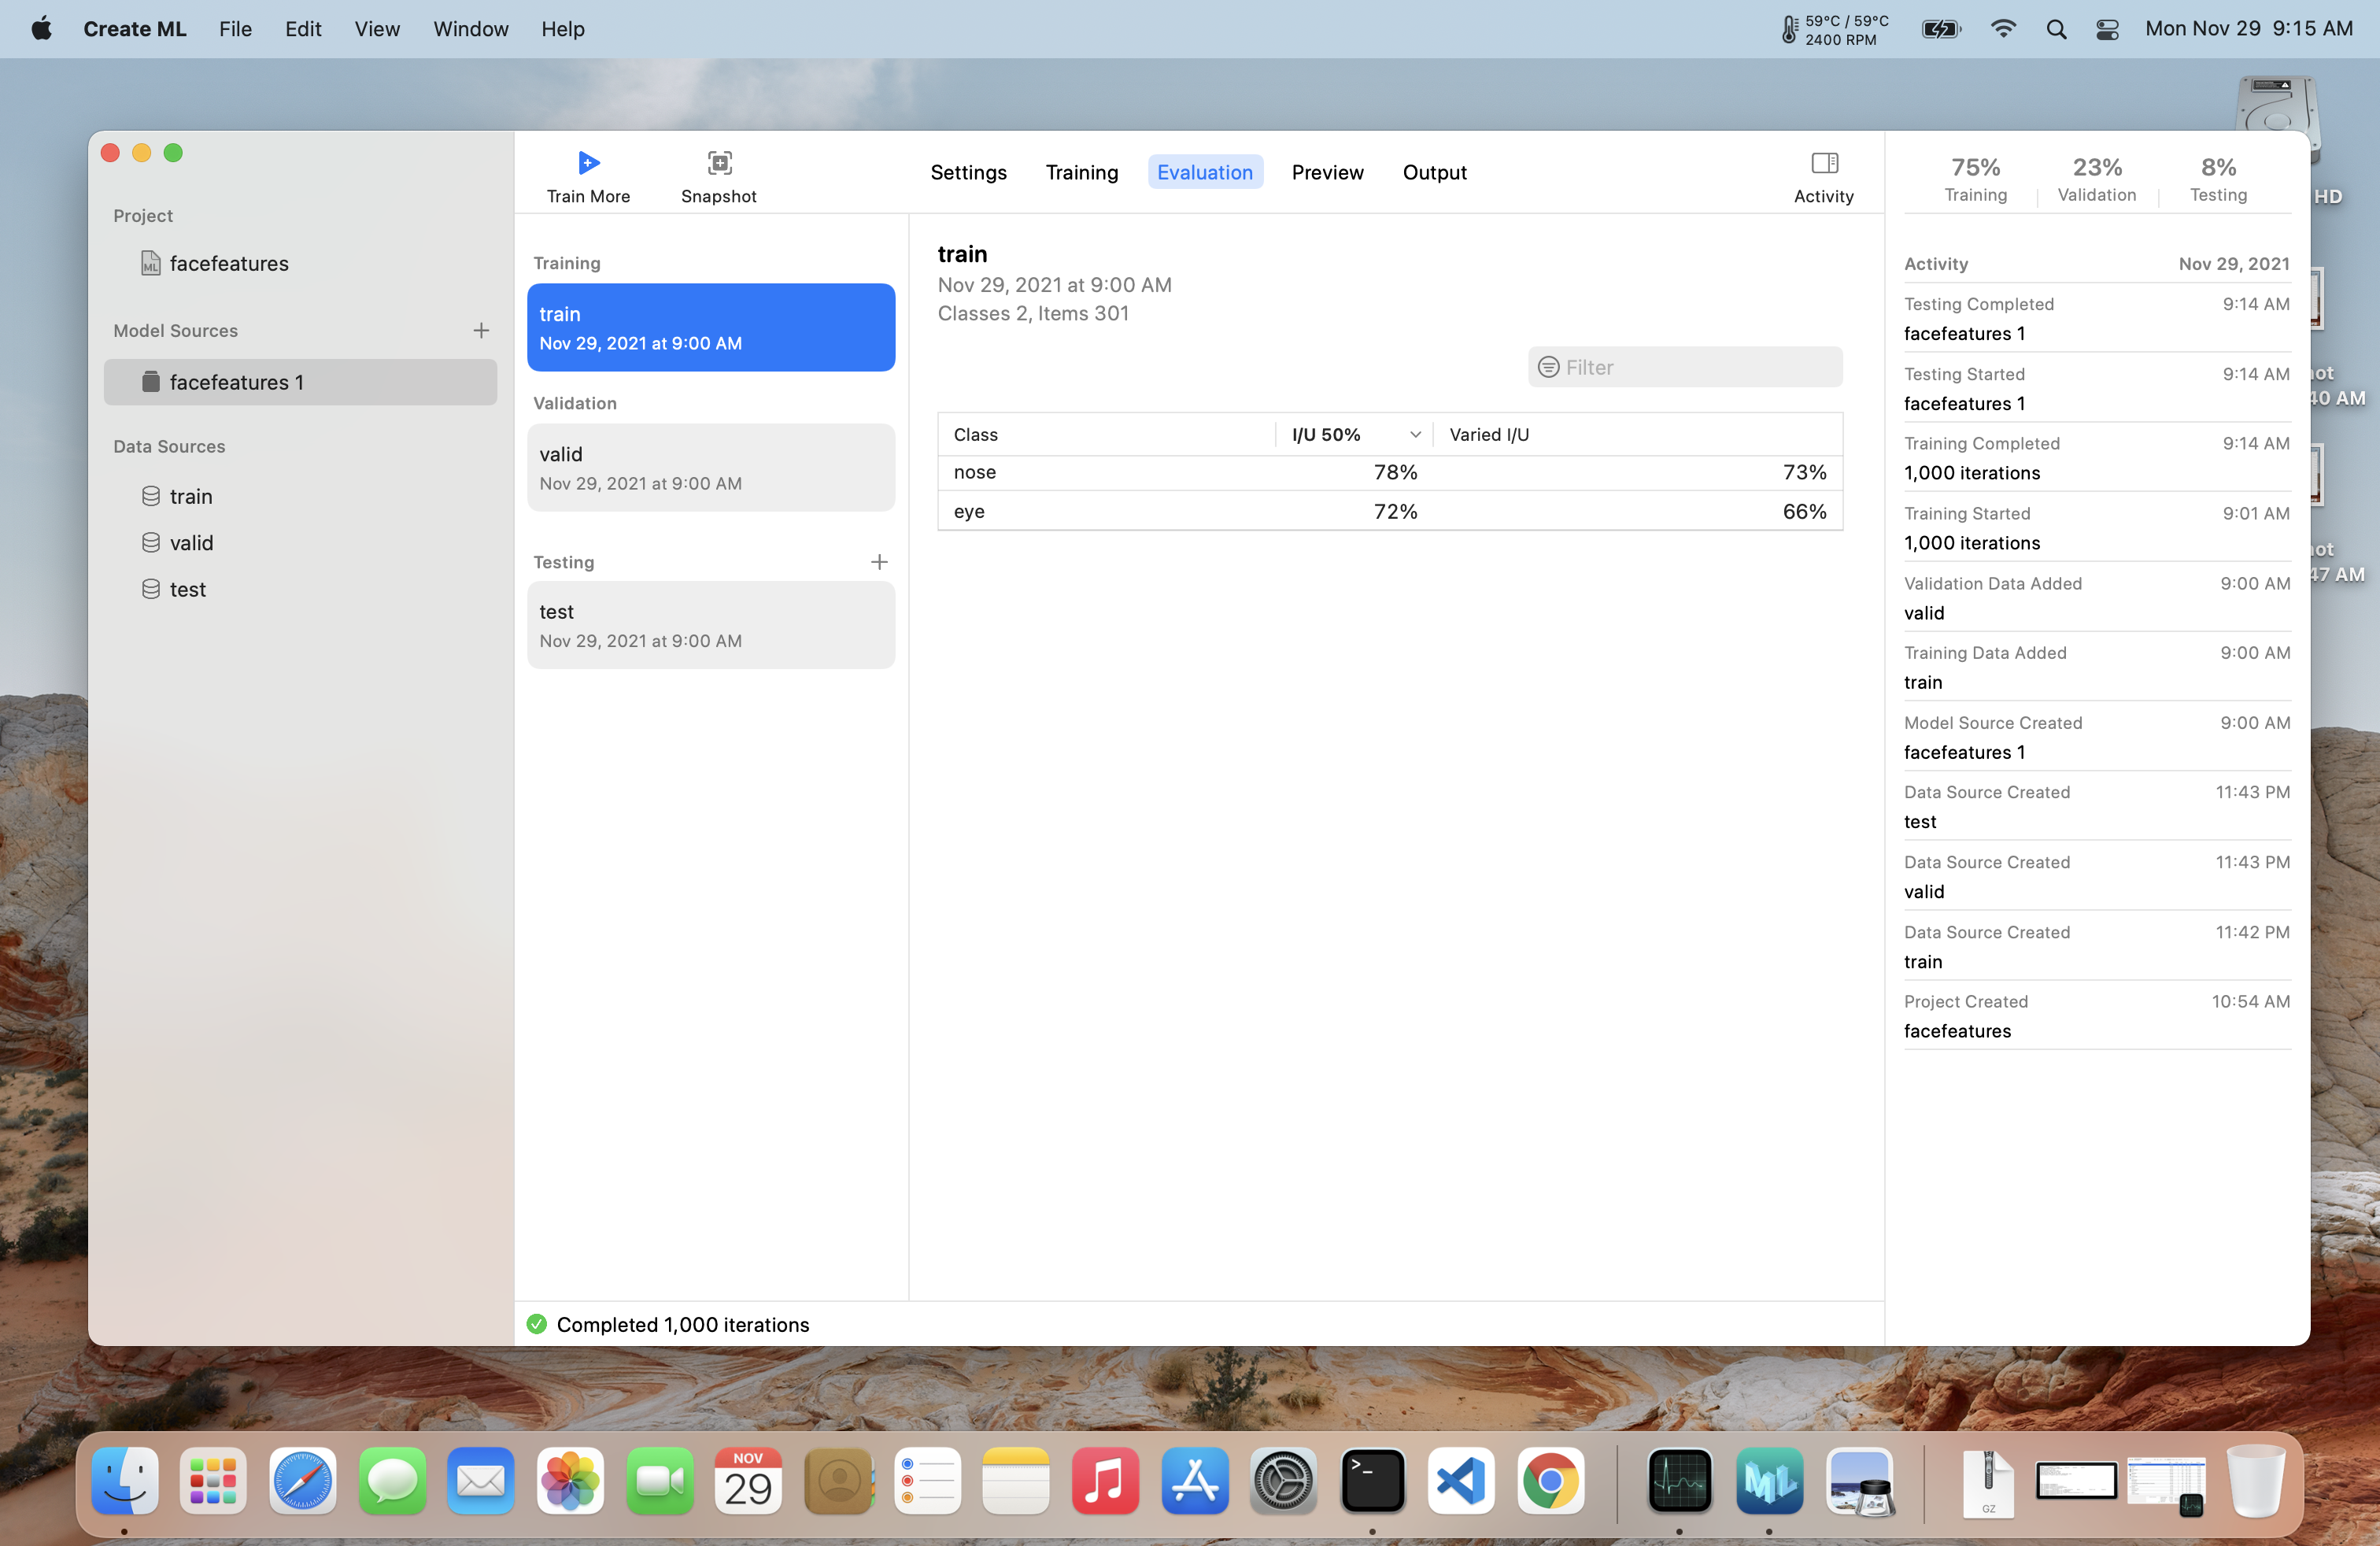 Create ML File Edit View Window Help
59°C / 59°C
2400 RPM
Mon Nov 29 9:15 AM
HD
40 AM
47 AM
Project
facefeatures
Model Sources
facefeatures 1
Data Sources
train
valid
test
Train More
Snapshot
Settings Training Evaluation Preview Output
Activity
Training
train
Nov 29, 2021 at 9:00 AM
Validation
valid
Nov 29, 2021 at 9:00 AM
Testing
test
Nov 29, 2021 at 9:00 AM
train
Nov 29, 2021 at 9:00 AM
Classes 2, Items 301
Filter
Class I/U 50% Varied I/U
nose 78% 73%
eye 72% 66%
Completed 1,000 iterations
75% 23% 8%
Training Validation Testing
Activity Nov 29, 2021
Testing Completed 9:14 AM
facefeatures 1
Testing Started 9:14 AM
facefeatures 1
Training Completed 9:14 AM
1,000 iterations
Training Started 9:01 AM
1,000 iterations
Validation Data Added 9:00 AM
valid
Training Data Added 9:00 AM
train
Model Source Created 9:00 AM
facefeatures 1
Data Source Created 11:43 PM
test
Data Source Created 11:43 PM
valid
Data Source Created 11:42 PM
train
Project Created 10:54 AM
facefeatures
NOV
29
ML
GZ